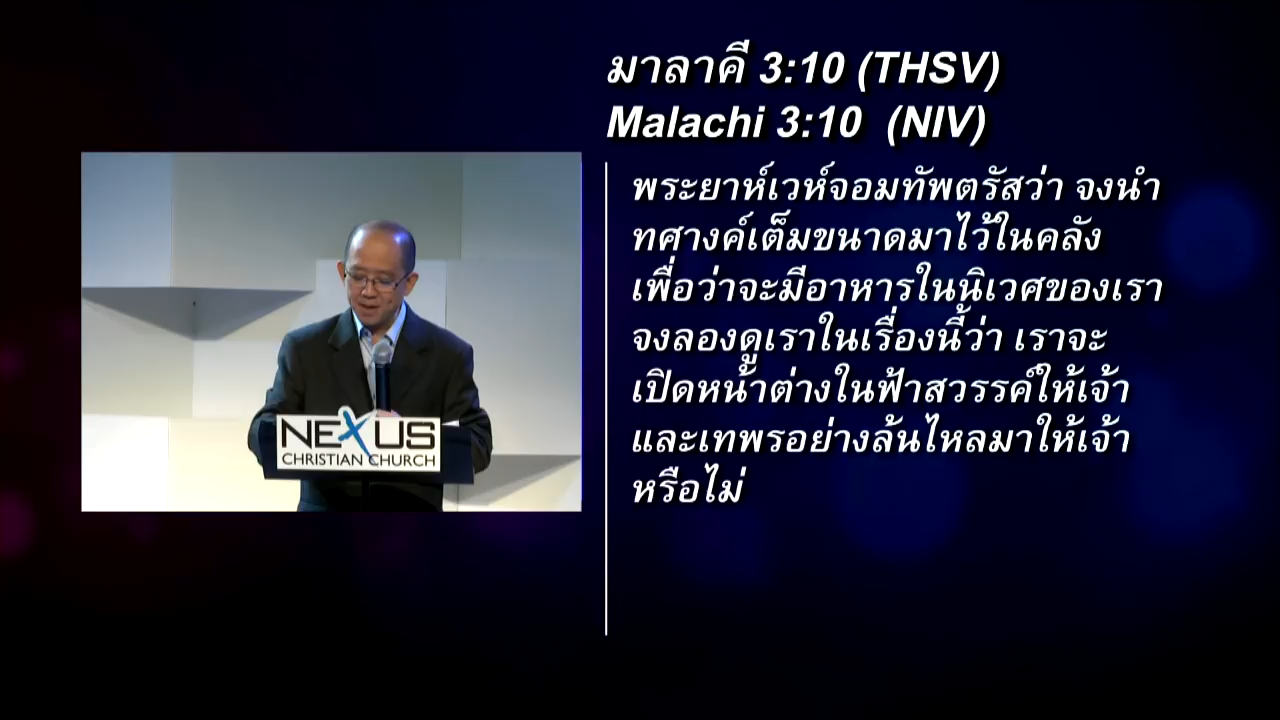 มาลาคี 3:10 (THSV)
Malachi 3:10 (NIV)
พระยาห์เวห์จอมทัพตรัสว่า จงนำ
ทศางค์เต็มขนาดมาไว้ในคลัง
เพื่อว่าจะมีอาหารในนิเวศของเรา
จงลองดูเราในเรื่องนี้ว่า เราจะ
เปิดหน้าต่างในฟ้าสวรรค์ให้เจ้า
และเทพรอย่างล้นไหลมาให้เจ้า
หรือไม่
NEXUS
CHRISTIAN CHURCH